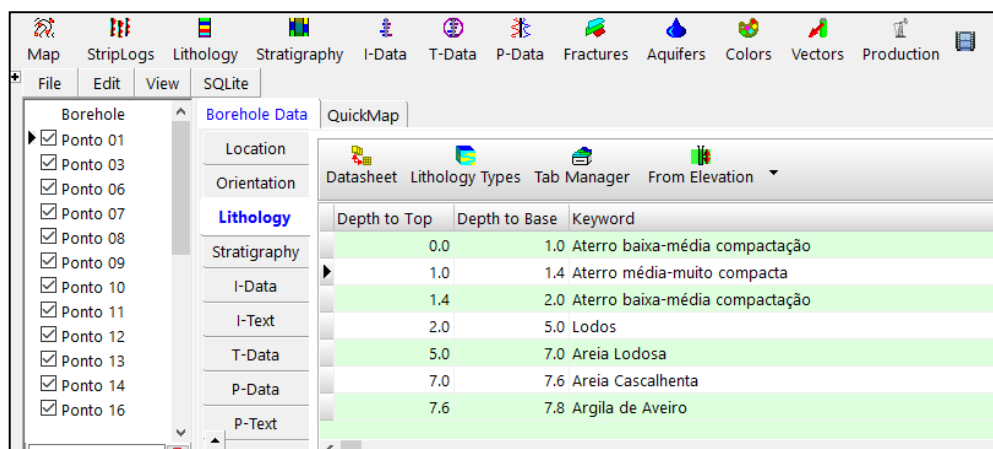 Map StripLogs Lithology Stratigraphy I-Data T-Data P-Data Fractures Aquifers Colors Vectors Production
File Edit View SQLite
Borehole
Ponto 01
Ponto 03
Ponto 06
Ponto 07
Ponto 08
Ponto 09
Ponto 10
Ponto 11
Ponto 12
Ponto 13
Ponto 14
Ponto 16
Borehole Data QuickMap
Location
Orientation
Lithology
Stratigraphy
I-Data
I-Text
T-Data
P-Data
P-Text
Datasheet Lithology Types Tab Manager From Elevation
Depth to Top Depth to Base Keyword
0.0 1.0 Aterro baixa-média compactação
1.0 1.4 Aterro média-muito compacta
1.4 2.0 Aterro baixa-média compactação
2.0 5.0 Lodos
5.0 7.0 Areia Lodosa
7.0 7.6 Areia Cascalhenta
7.6 7.8 Argila de Aveiro